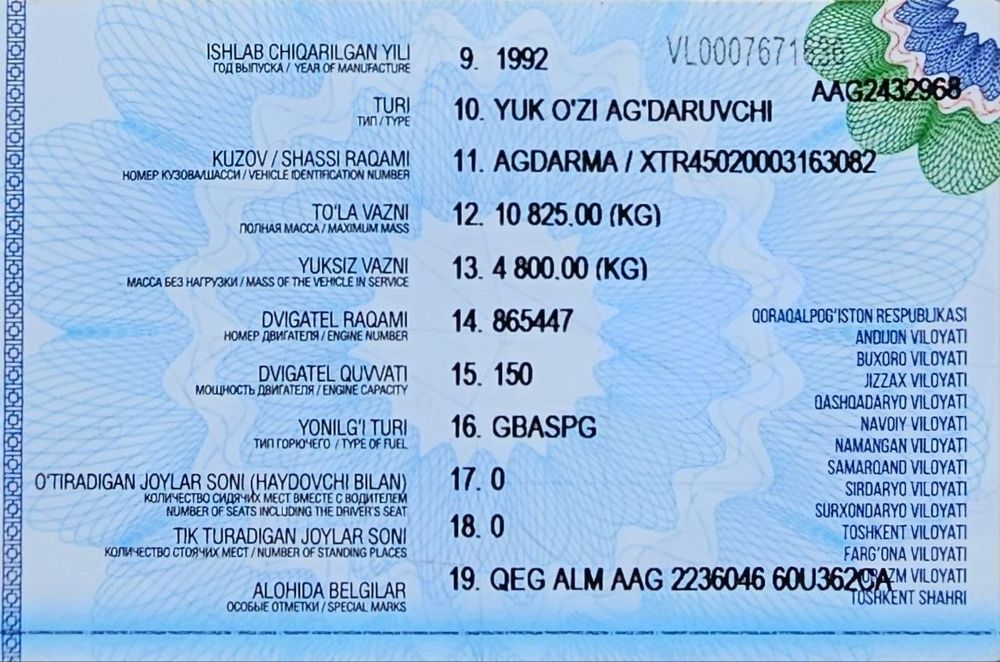 VL0007671636
AAG2432968
ISHLAB CHIQARILGAN YILI
ГОД ВЫПУСКА / YEAR OF MANUFACTURE
9. 1992
TURI
ТИП / TYPE
10. YUK O'ZI AG'DARUVCHI
KUZOV / SHASSI RAQAMI
НОМЕР КУЗОВА/ШАССИ / VEHICLE IDENTIFICATION NUMBER
11. AGDARMA / XTR45020003163082
TO'LA VAZNI
ПОЛНАЯ МАССА / MAXIMUM MASS
12. 10 825.00 (KG)
YUKSIZ VAZNI
МАССА БЕЗ НАГРУЗКИ / MASS OF THE VEHICLE IN SERVICE
13. 4 800.00 (KG)
DVIGATEL RAQAMI
НОМЕР ДВИГАТЕЛЯ / ENGINE NUMBER
14. 865447
DVIGATEL QUVVATI
МОЩНОСТЬ ДВИГАТЕЛЯ / ENGINE CAPACITY
15. 150
YONILG'I TURI
ТИП ГОРЮЧЕГО / TYPE OF FUEL
16. GBASPG
O'TIRADIGAN JOYLAR SONI (HAYDOVCHI BILAN)
КОЛИЧЕСТВО СИДЯЧИХ МЕСТ ВМЕСТЕ С ВОДИТЕЛЕМ
NUMBER OF SEATS INCLUDING THE DRIVER'S SEAT
17. 0
TIK TURADIGAN JOYLAR SONI
КОЛИЧЕСТВО СТОЯЧИХ МЕСТ / NUMBER OF STANDING PLACES
18. 0
ALOHIDA BELGILAR
ОСОБЫЕ ОТМЕТКИ / SPECIAL MARKS
19. QEG ALM AAG 2236046 60U362CA
QORAQALPOG'ISTON RESPUBLIKASI
ANDIJON VILOYATI
BUXORO VILOYATI
JIZZAX VILOYATI
QASHQADARYO VILOYATI
NAVOIY VILOYATI
NAMANGAN VILOYATI
SAMARQAND VILOYATI
SIRDARYO VILOYATI
SURXONDARYO VILOYATI
TOSHKENT VILOYATI
FARG'ONA VILOYATI
XORAZM VILOYATI
TOSHKENT SHAHRI